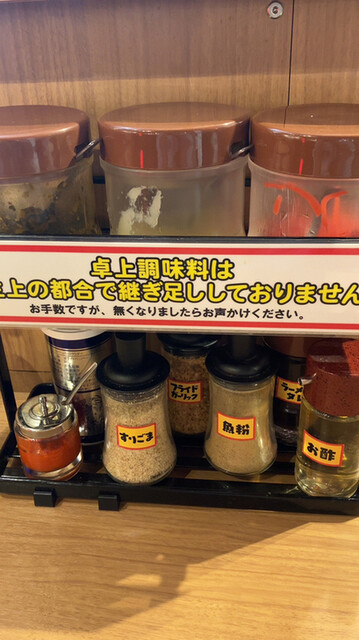 卓上調味料は
上の都合で継ぎ足ししておりません
お手数ですが、無くなりましたらお声かけください。
すりごま
フライド
ガーリック
魚粉
ラーメン
お酢